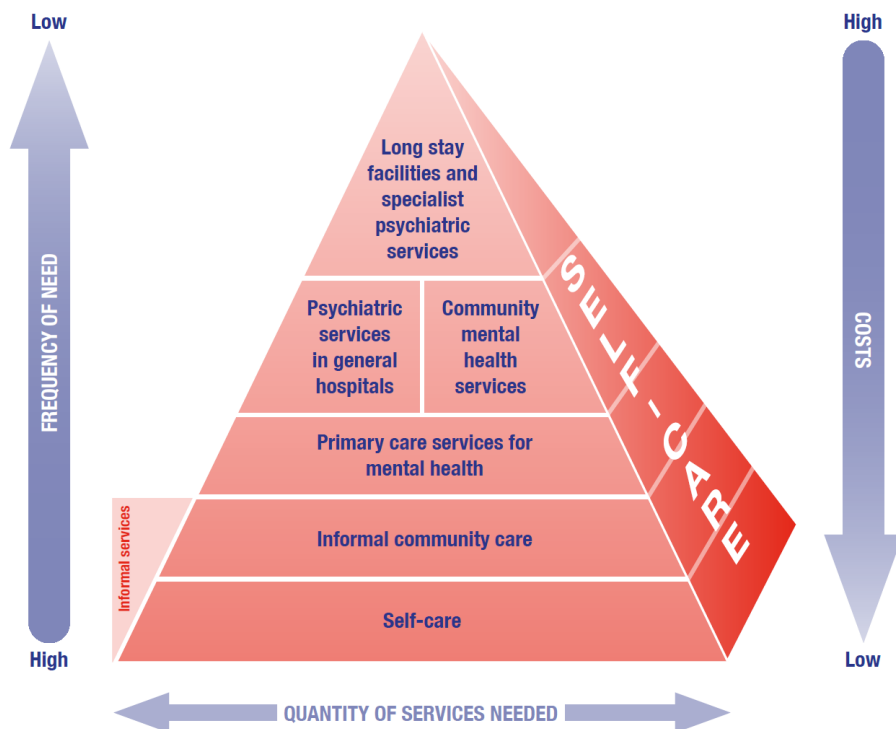 Low
High
Long stay
facilities and
specialist
psychiatric
services
Psychiatric
services
in general
hospitals
Community
mental
health
services
Primary care services for
mental health
Informal community care
Self-care
SELF-CARE
Informal services
FREQUENCY OF NEED
COSTS
High
Low
QUANTITY OF SERVICES NEEDED